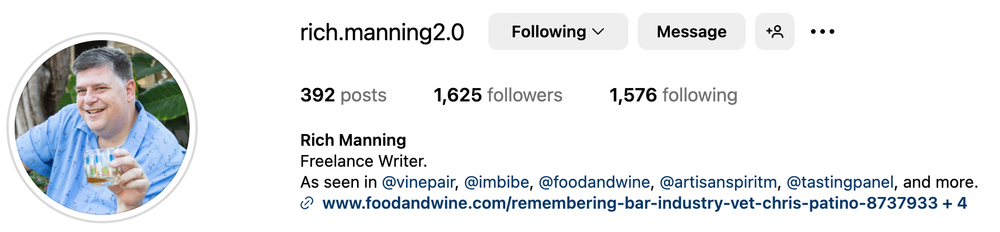 rich.manning2.0 Following Message
392 posts 1,625 followers 1,576 following
Rich Manning
Freelance Writer.
As seen in @vinepair, @imbibe, @foodandwine, @artisanspiritm, @tastingpanel, and more.
www.foodandwine.com/remembering-bar-industry-vet-chris-patino-8737933 + 4